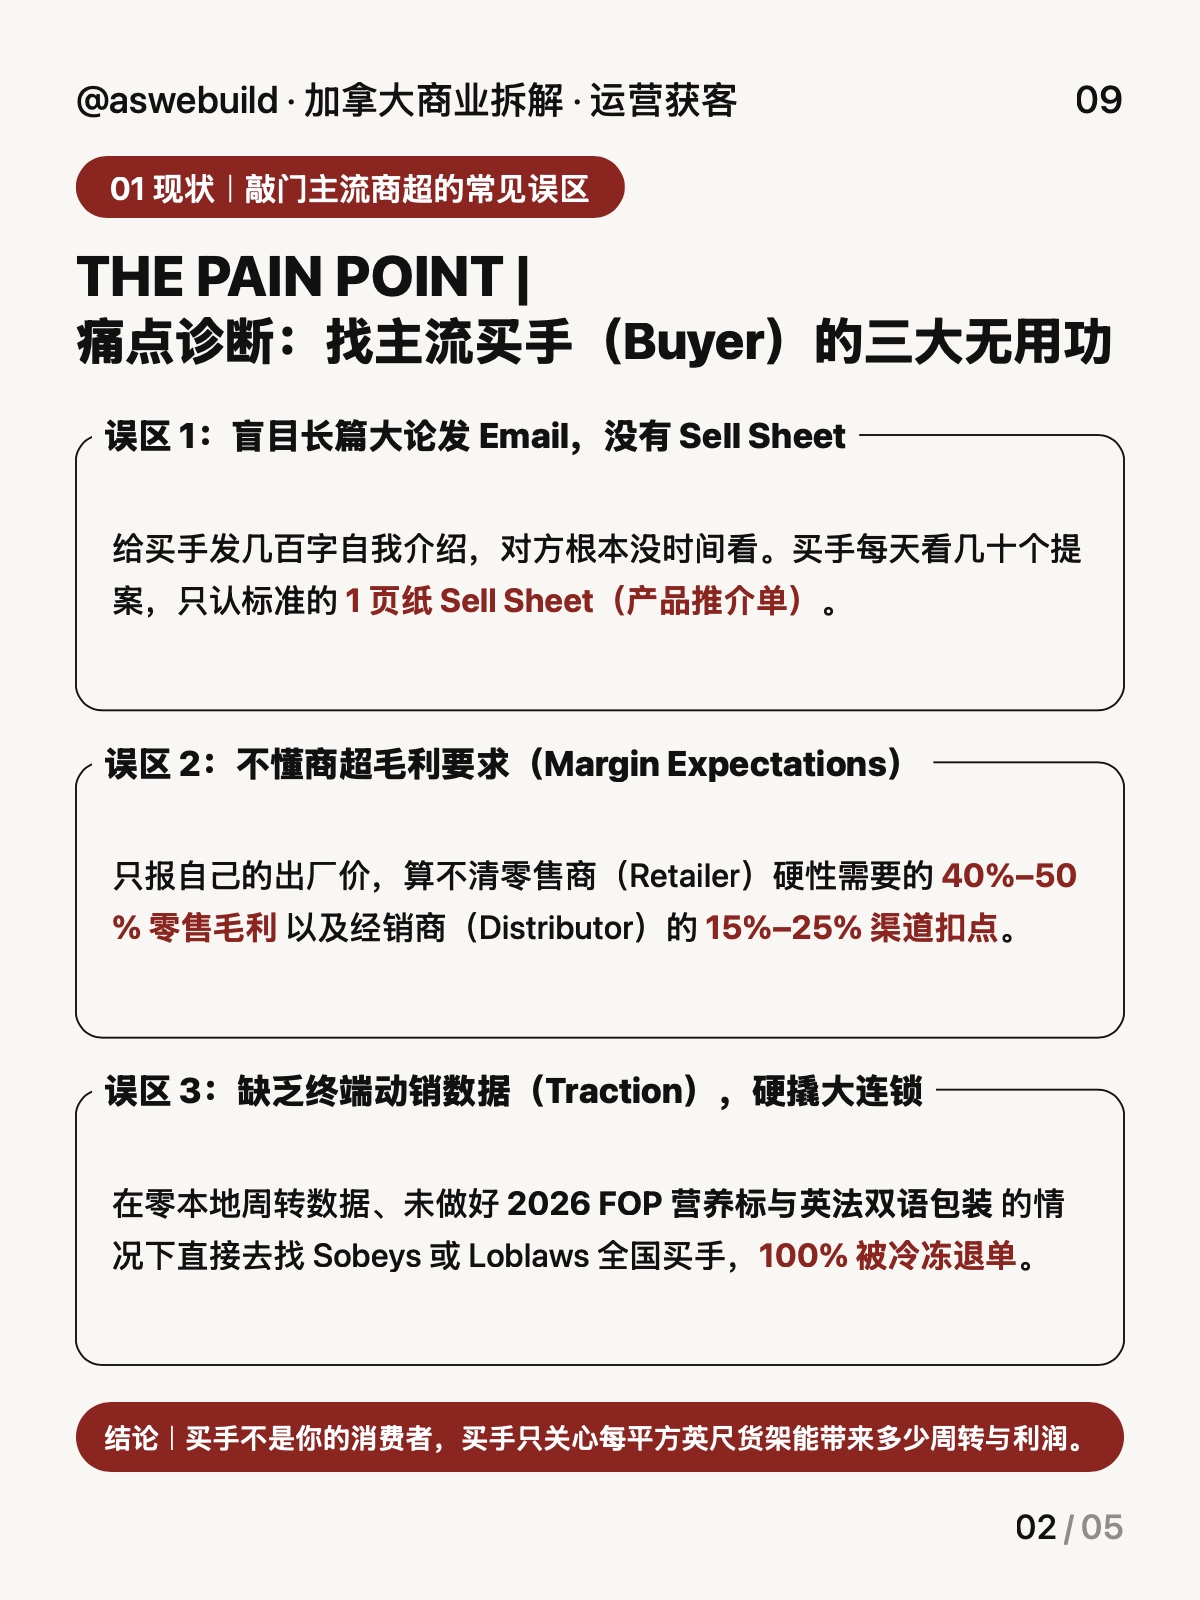 @aswebuild · 加拿大商业拆解 · 运营获客
09
01 现状｜敲门主流商超的常见误区
THE PAIN POINT |
痛点诊断：找主流买手（Buyer）的三大无用功
误区 1：盲目长篇大论发 Email，没有 Sell Sheet
给买手发几百字自我介绍，对方根本没时间看。买手每天看几十个提
案，只认标准的 1 页纸 Sell Sheet（产品推介单）。
误区 2：不懂商超毛利要求（Margin Expectations）
只报自己的出厂价，算不清零售商（Retailer）硬性需要的 40%–50
% 零售毛利 以及经销商（Distributor）的 15%–25% 渠道扣点。
误区 3：缺乏终端动销数据（Traction），硬撬大连锁
在零本地周转数据、未做好 2026 FOP 营养标与英法双语包装 的情
况下直接去找 Sobeys 或 Loblaws 全国买手，100% 被冷冻退单。
结论｜买手不是你的消费者，买手只关心每平方英尺货架能带来多少周转与利润。
02 / 05